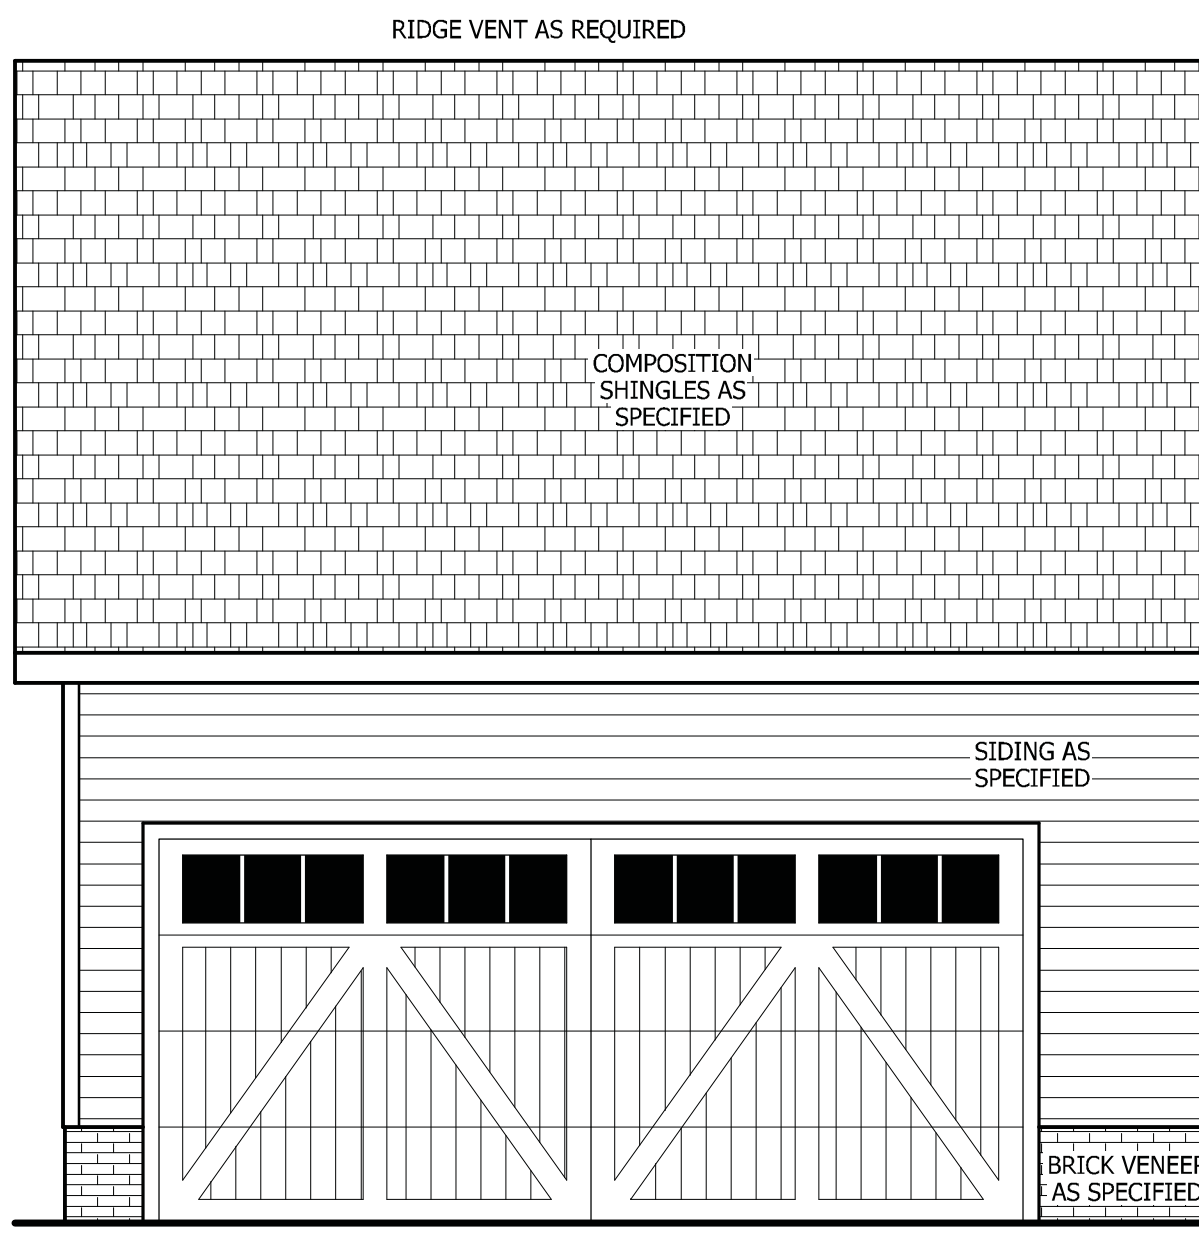 RIDGE VENT AS REQUIRED
COMPOSITION
SHINGLES AS
SPECIFIED
SIDING AS
SPECIFIED
BRICK VENEER
AS SPECIFIED